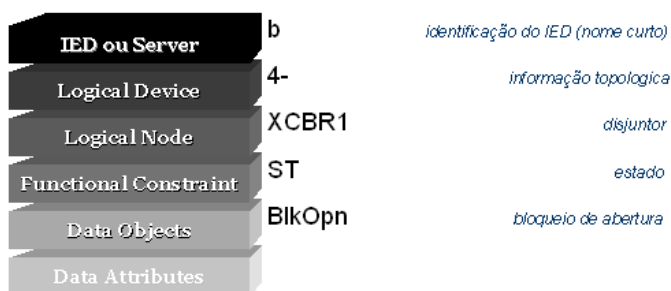 IED ou Server b identificação do IED (nome curto)
Logical Device 4- informação topologica
Logical Node XCBR1 disjuntor
Functional Constraint ST estado
Data Objects BlkOpn bloqueio de abertura
Data Attributes